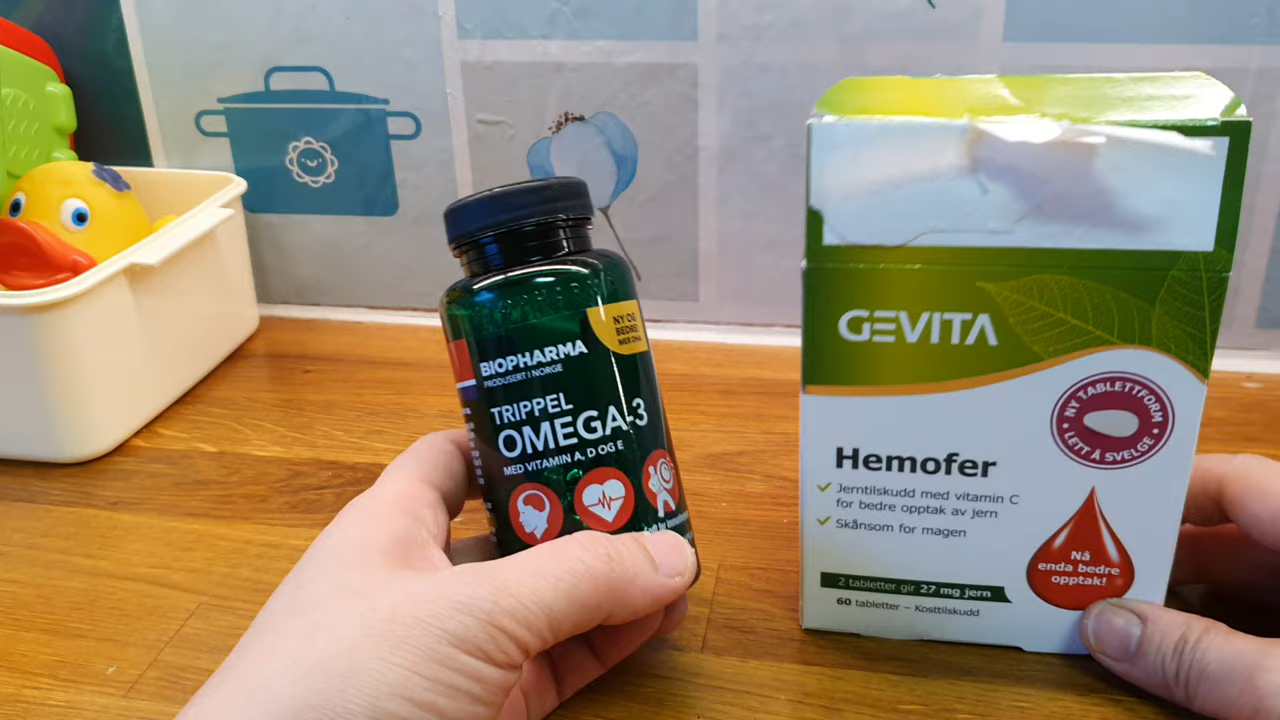 BIOPHARMA
PRODUSERT I NORGE
NY OG
BEDRE!
MER DHA
TRIPPEL
OMEGA-3
MED VITAMIN A, D OG E
GEVITA
NY TABLETTFORM
LETT Å SVELGE
Hemofer
Jerntilskudd med vitamin C
for bedre opptak av jern
Skånsom for magen
Nå
enda bedre
opptak!
2 tabletter gir 27 mg jern
60 tabletter – Kosttilskudd